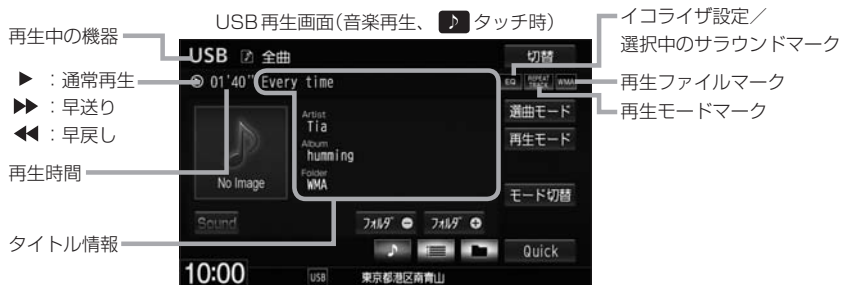 USB再生画面(音楽再生、♪タッチ時)
再生中の機器
▶ :通常再生
▶▶ :早送り
◀◀ :早戻し
再生時間
タイトル情報
イコライザ設定/
選択中のサラウンドマーク
再生ファイルマーク
再生モードマーク
USB ♪ 全曲
切替
01'40" Every time
EQ
REPEAT
TRACK
WMA
Artist
Tia
Album
humming
Folder
WMA
No Image
選曲モード
再生モード
モード切替
Sound
フォルダ ⊖
フォルダ ⊕
♪
Quick
10:00
USB
東京都港区南青山